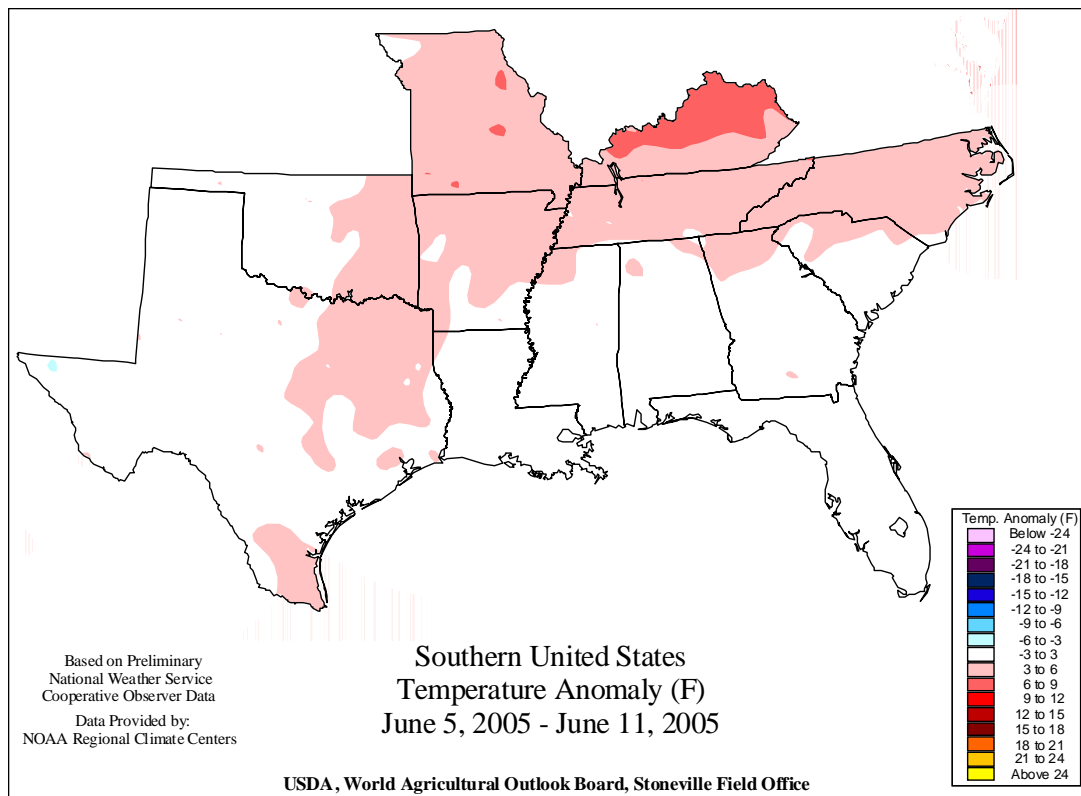 Temp. Anomaly (F)
Below -24
-24 to -21
-21 to -18
-18 to -15
-15 to -12
-12 to -9
-9 to -6
-6 to -3
-3 to 3
3 to 6
6 to 9
9 to 12
12 to 15
15 to 18
18 to 21
21 to 24
Above 24
Based on Preliminary
National Weather Service
Cooperative Observer Data
Data Provided by:
NOAA Regional Climate Centers
Southern United States
Temperature Anomaly (F)
June 5, 2005 - June 11, 2005
USDA, World Agricultural Outlook Board, Stoneville Field Office